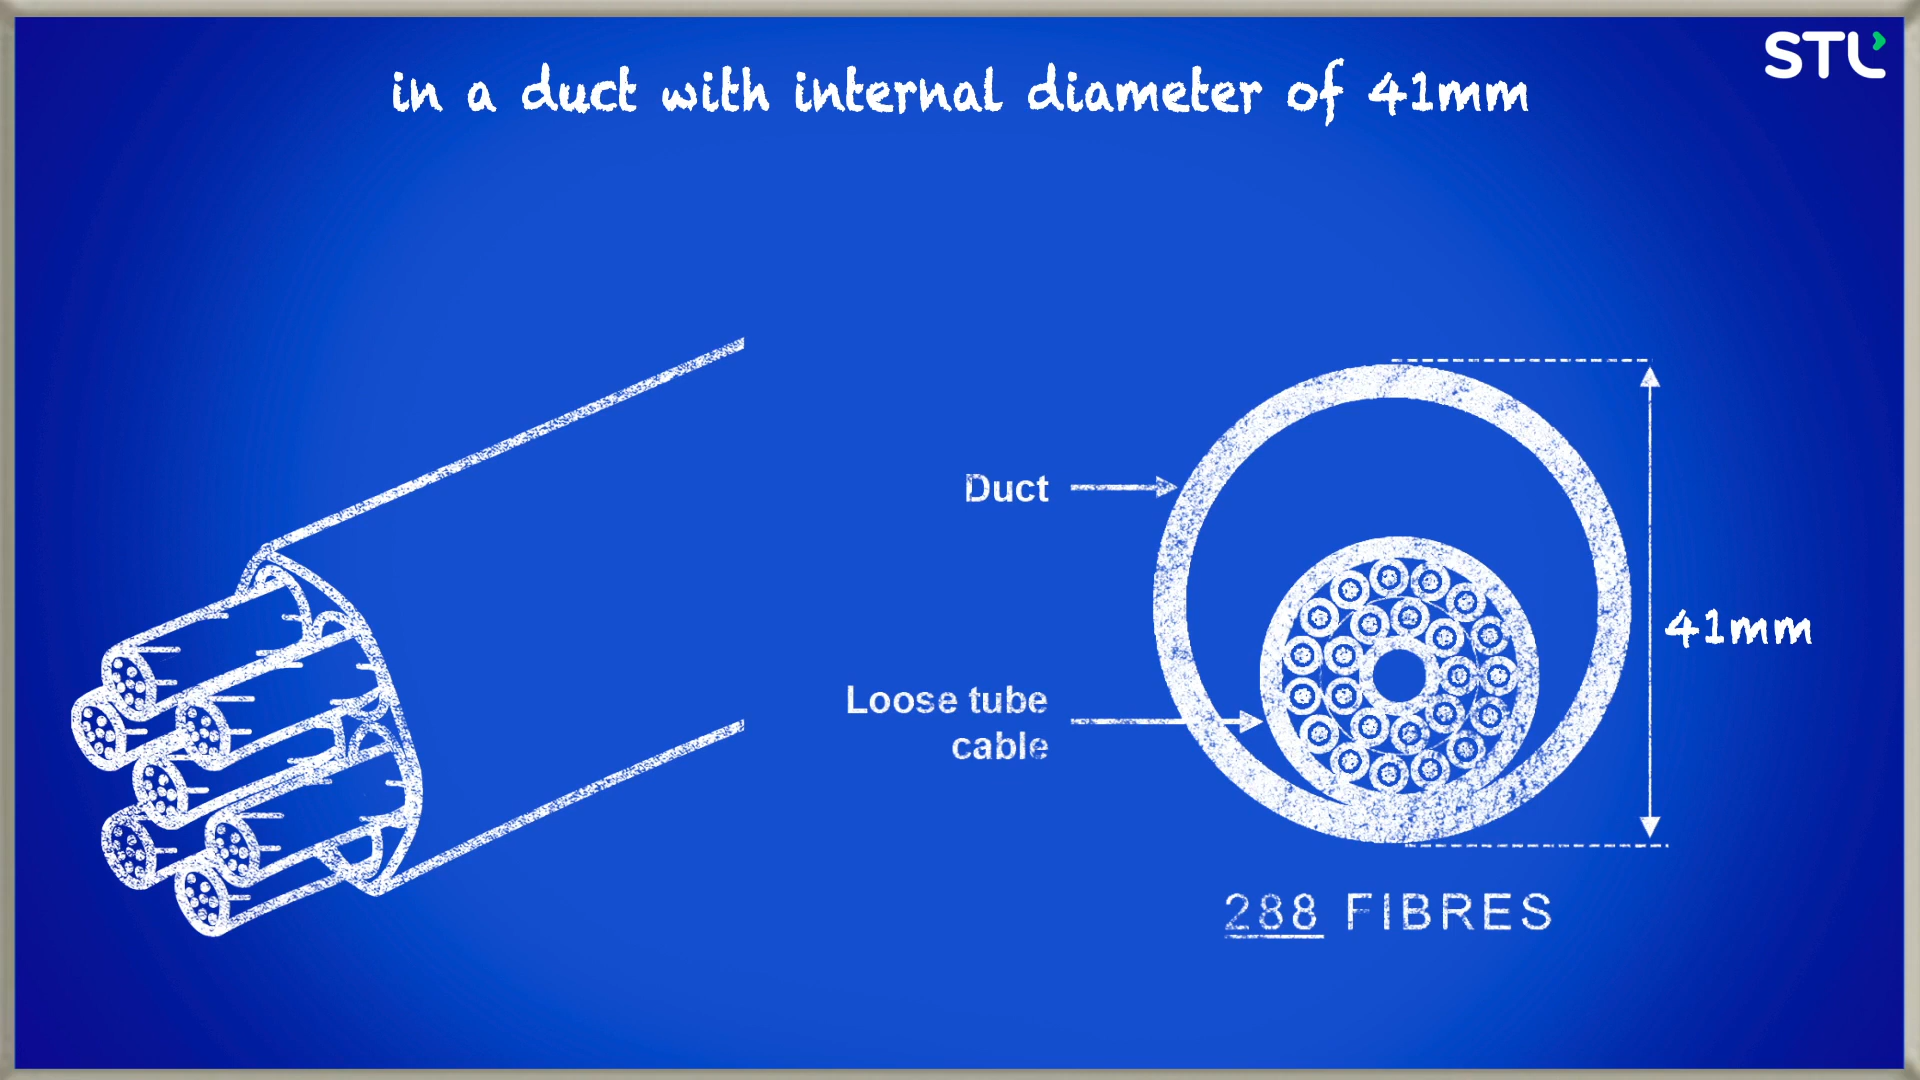 STL
in a duct with internal diameter of 41mm
Duct
41mm
Loose tube
cable
288 FIBRES